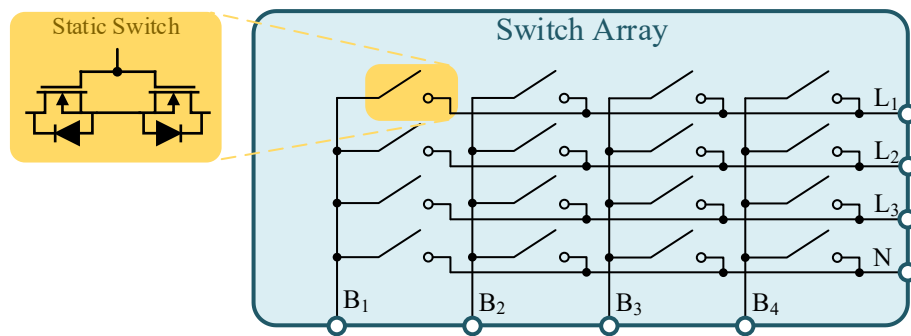 Static Switch
Switch Array
L1
L2
L3
N
B1
B2
B3
B4